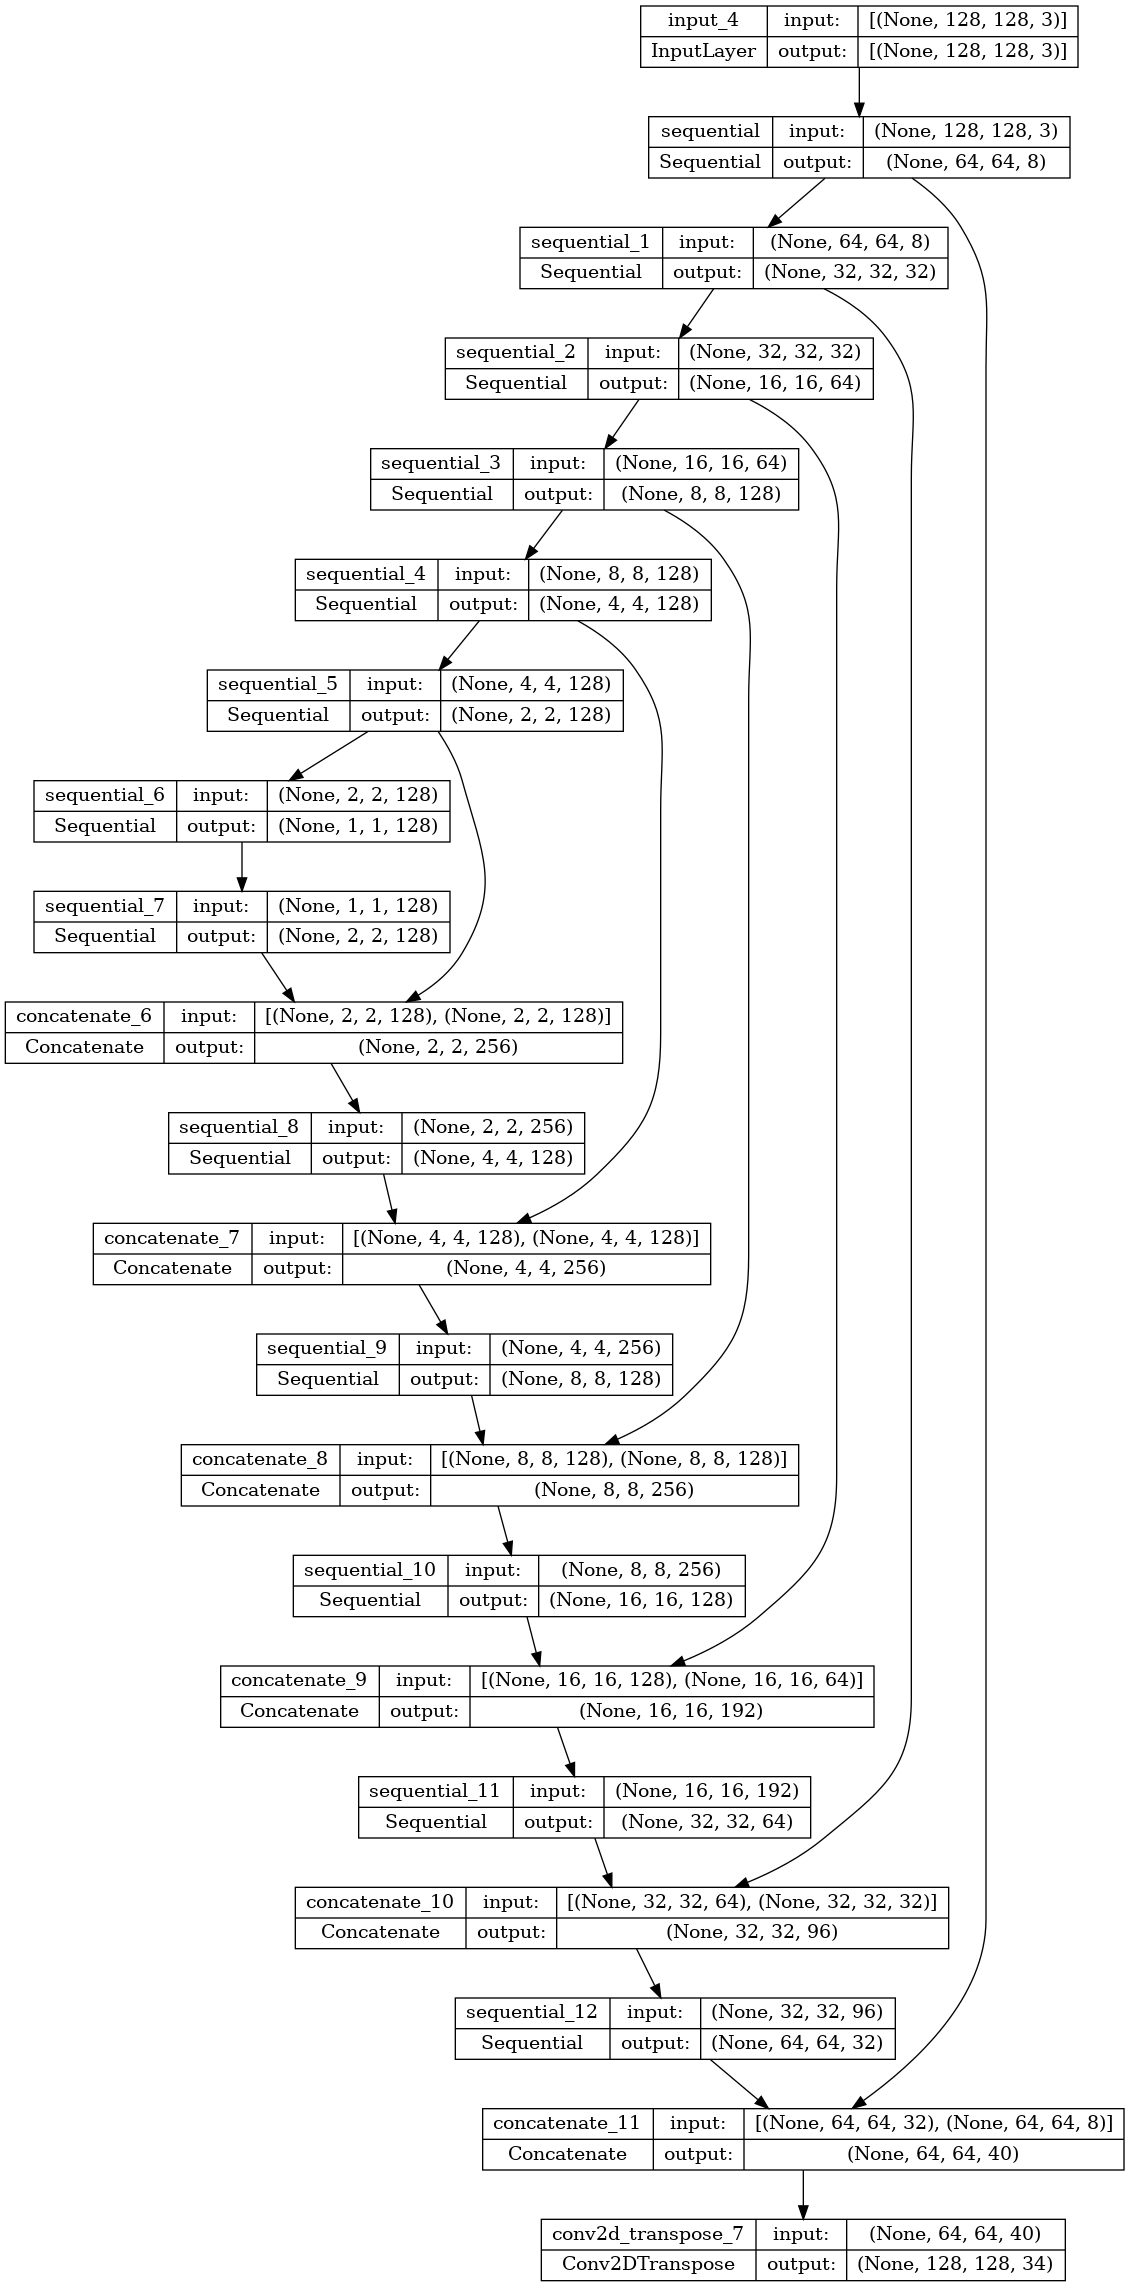 input_4 input: [(None, 128, 128, 3)]
InputLayer output: [(None, 128, 128, 3)]
sequential input: (None, 128, 128, 3)
Sequential output: (None, 64, 64, 8)
sequential_1 input: (None, 64, 64, 8)
Sequential output: (None, 32, 32, 32)
sequential_2 input: (None, 32, 32, 32)
Sequential output: (None, 16, 16, 64)
sequential_3 input: (None, 16, 16, 64)
Sequential output: (None, 8, 8, 128)
sequential_4 input: (None, 8, 8, 128)
Sequential output: (None, 4, 4, 128)
sequential_5 input: (None, 4, 4, 128)
Sequential output: (None, 2, 2, 128)
sequential_6 input: (None, 2, 2, 128)
Sequential output: (None, 1, 1, 128)
sequential_7 input: (None, 1, 1, 128)
Sequential output: (None, 2, 2, 128)
concatenate_6 input: [(None, 2, 2, 128), (None, 2, 2, 128)]
Concatenate output: (None, 2, 2, 256)
sequential_8 input: (None, 2, 2, 256)
Sequential output: (None, 4, 4, 128)
concatenate_7 input: [(None, 4, 4, 128), (None, 4, 4, 128)]
Concatenate output: (None, 4, 4, 256)
sequential_9 input: (None, 4, 4, 256)
Sequential output: (None, 8, 8, 128)
concatenate_8 input: [(None, 8, 8, 128), (None, 8, 8, 128)]
Concatenate output: (None, 8, 8, 256)
sequential_10 input: (None, 8, 8, 256)
Sequential output: (None, 16, 16, 128)
concatenate_9 input: [(None, 16, 16, 128), (None, 16, 16, 64)]
Concatenate output: (None, 16, 16, 192)
sequential_11 input: (None, 16, 16, 192)
Sequential output: (None, 32, 32, 64)
concatenate_10 input: [(None, 32, 32, 64), (None, 32, 32, 32)]
Concatenate output: (None, 32, 32, 96)
sequential_12 input: (None, 32, 32, 96)
Sequential output: (None, 64, 64, 32)
concatenate_11 input: [(None, 64, 64, 32), (None, 64, 64, 8)]
Concatenate output: (None, 64, 64, 40)
conv2d_transpose_7 input: (None, 64, 64, 40)
Conv2DTranspose output: (None, 128, 128, 34)